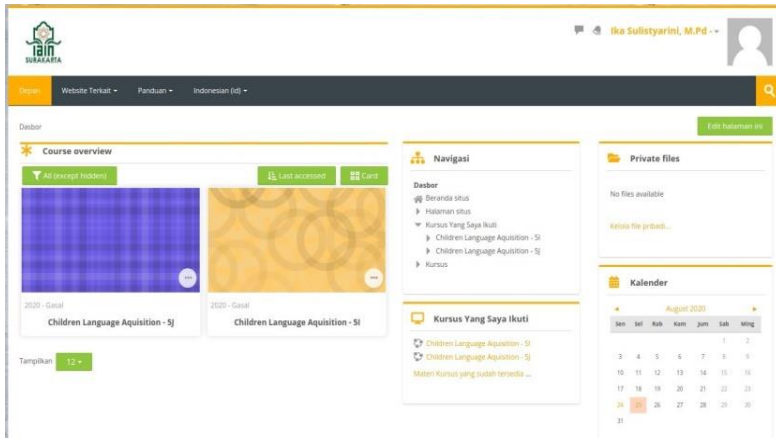 iain
SURAKARTA
Ika Sulistyarini, M.Pd -
Depan
Website Terkait
Panduan
Indonesian (id)
Dasbor
Edit halaman ini
Course overview
All (except hidden)
Last accessed
Card
2020 - Gasal
Children Language Aquisition - 5J
2020 - Gasal
Children Language Aquisition - 5I
Tampilkan
12
Navigasi
Dasbor
Beranda situs
Halaman situs
Kursus Yang Saya Ikuti
Children Language Aquisition - 5I
Children Language Aquisition - 5J
Kursus
Kursus Yang Saya Ikuti
Children Language Aquisition - 5I
Children Language Aquisition - 5J
Materi Kursus yang sudah tersedia ...
Private files
No files available
Kelola file pribadi...
Kalender
August 2020
Sen Sel Rab Kam Jum Sab Ming
1 2
3 4 5 6 7 8 9
10 11 12 13 14 15 16
17 18 19 20 21 22 23
24 25 26 27 28 29 30
31